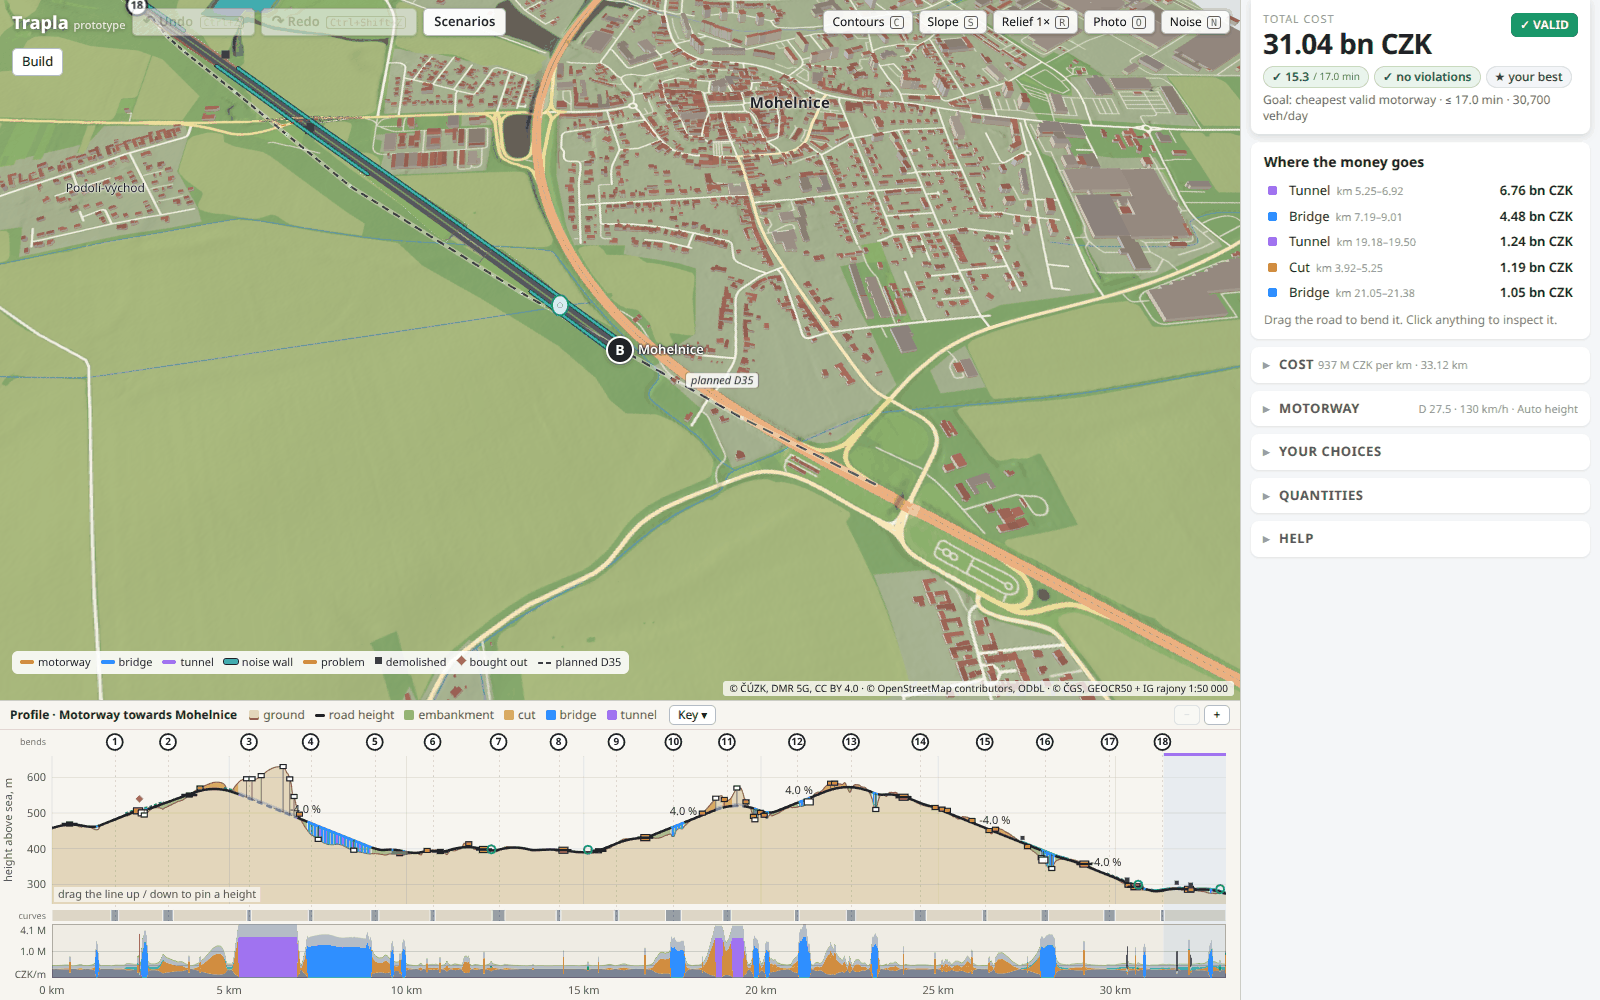 Trapla prototype
18
Undo Ctrl+Z
Redo Ctrl+Shift+Z
Scenarios
Contours C
Slope S
Relief 1× R
Photo O
Noise N
Build
Mohelnice
Podolí-východ
B Mohelnice
planned D35
motorway bridge tunnel noise wall problem demolished bought out planned D35
© ČÚZK, DMR 5G, CC BY 4.0 · © OpenStreetMap contributors, ODbL · © ČGS, GEOCR50 + IG rajony 1:50 000
TOTAL COST
✓ VALID
31.04 bn CZK
✓ 15.3 / 17.0 min
✓ no violations
★ your best
Goal: cheapest valid motorway · ≤ 17.0 min · 30,700
veh/day
Where the money goes
Tunnel km 5.25–6.92 6.76 bn CZK
Bridge km 7.19–9.01 4.48 bn CZK
Tunnel km 19.18–19.50 1.24 bn CZK
Cut km 3.92–5.25 1.19 bn CZK
Bridge km 21.05–21.38 1.05 bn CZK
Drag the road to bend it. Click anything to inspect it.
▶ COST 937 M CZK per km · 33.12 km
▶ MOTORWAY D 27.5 · 130 km/h · Auto height
▶ YOUR CHOICES
▶ QUANTITIES
▶ HELP
Profile · Motorway towards Mohelnice
ground road height embankment cut bridge tunnel
Key ▾
−
+
bends 1 2 3 4 5 6 7 8 9 10 11 12 13 14 15 16 17 18
height above sea, m
600
500
400
300
-4.0 %
4.0 %
4.0 %
-4.0 %
-4.0 %
drag the line up / down to pin a height
curves
4.1 M
1.0 M
CZK/m
0 km 5 km 10 km 15 km 20 km 25 km 30 km